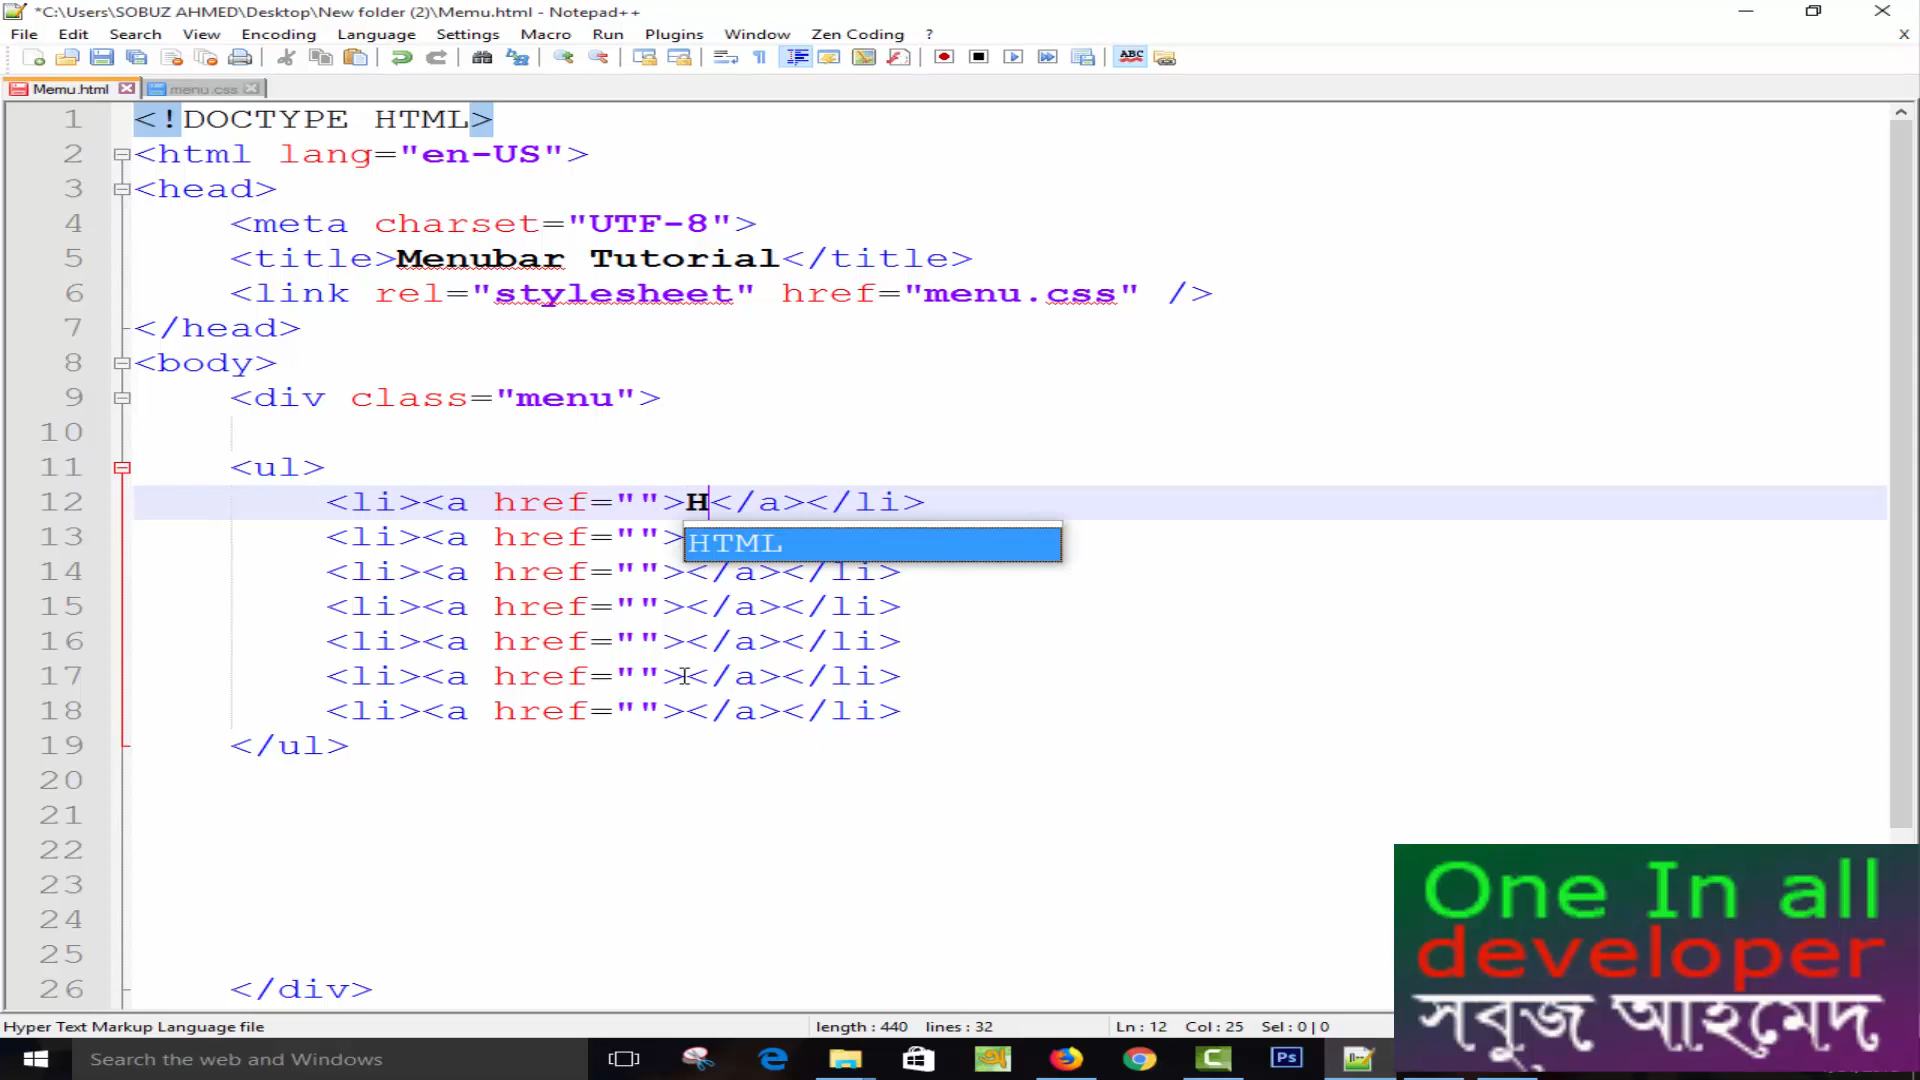 *C:\Users\SOBUZ AHMED\Desktop\New folder (2)\Memu.html - Notepad++
File Edit Search View Encoding Language Settings Macro Run Plugins Window Zen Coding ? X
ABC
Memu.html menu.css
1 <!DOCTYPE HTML>
2 <html lang="en-US">
3 <head>
4 <meta charset="UTF-8">
5 <title>Menubar Tutorial</title>
6 <link rel="stylesheet" href="menu.css" />
7 </head>
8 <body>
9 <div class="menu">
10
11 <ul>
12 <li><a href="">H</a></li>
HTML
13 <li><a href="">
14 <li><a href=""></a></li>
15 <li><a href=""></a></li>
16 <li><a href=""></a></li>
17 <li><a href=""></a></li>
18 <li><a href=""></a></li>
19 </ul>
20
21
22
23
24
25
26 </div>
One In all
developer
সবুজ আহমেদ
Hyper Text Markup Language file length : 440 lines : 32 Ln : 12 Col : 25 Sel : 0 | 0
Search the web and Windows Ps